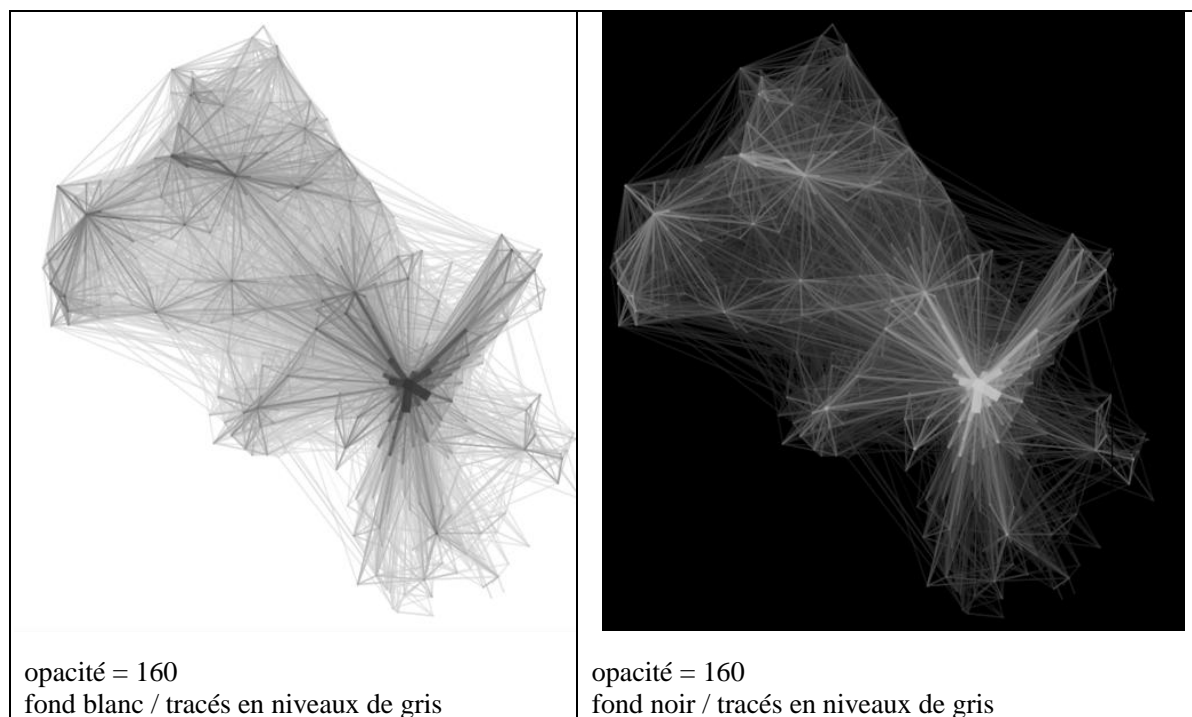 opacité = 160
fond blanc / tracés en niveaux de gris
opacité = 160
fond noir / tracés en niveaux de gris